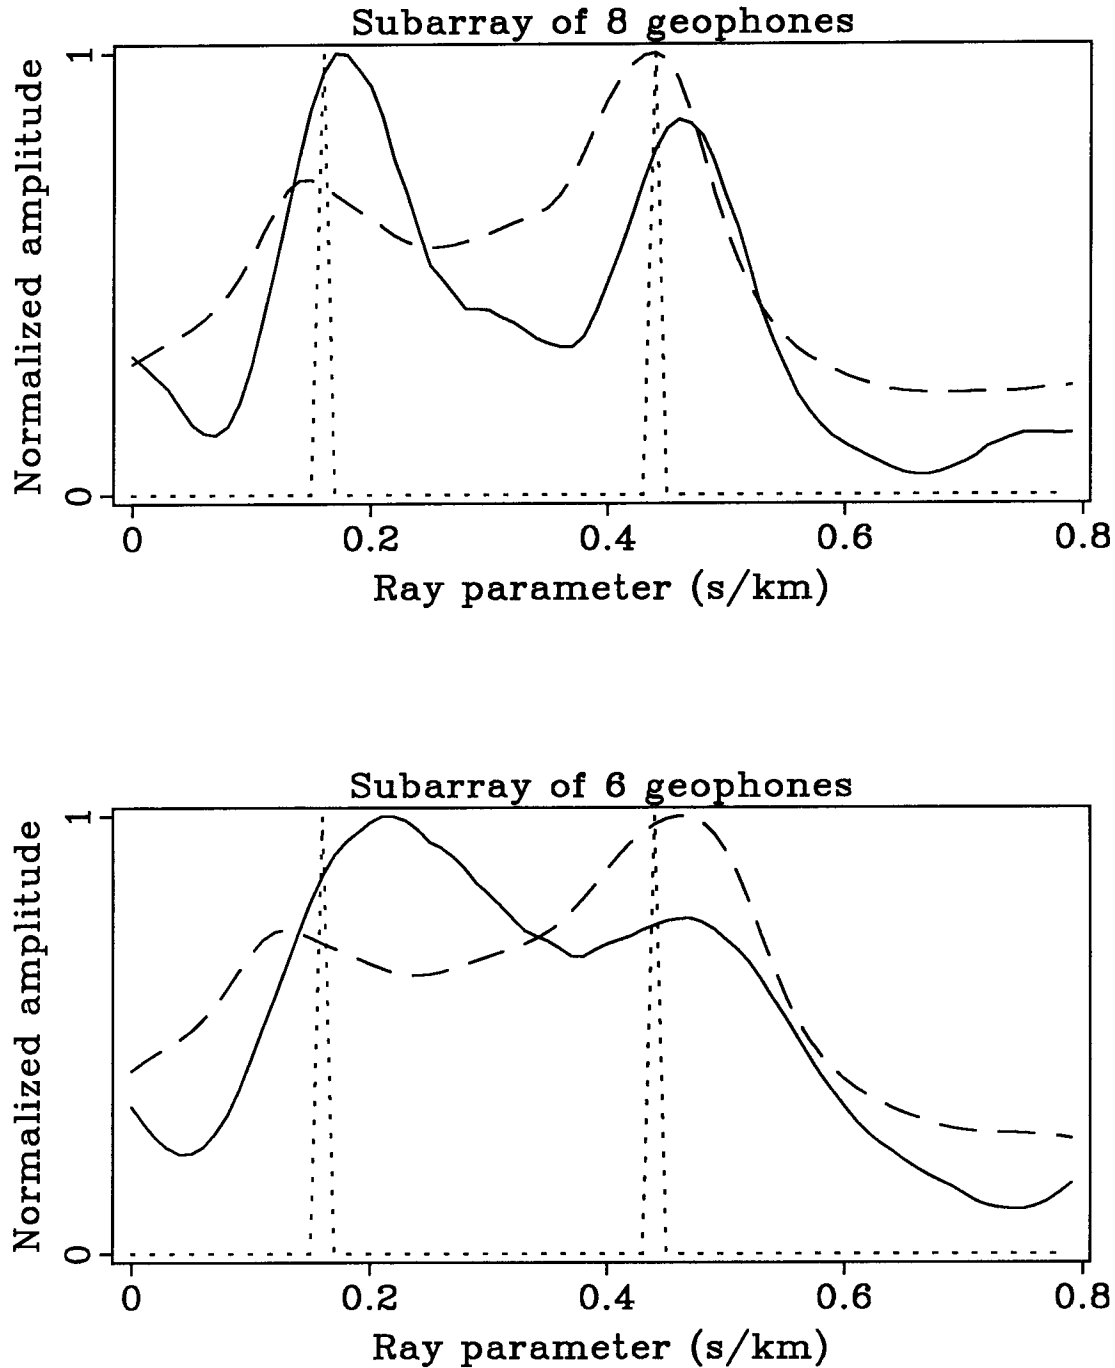 Subarray of 8 geophones
Normalized amplitude
1
0
0 0.2 0.4 0.6 0.8
Ray parameter (s/km)
Subarray of 6 geophones
Normalized amplitude
1
0
0 0.2 0.4 0.6 0.8
Ray parameter (s/km)